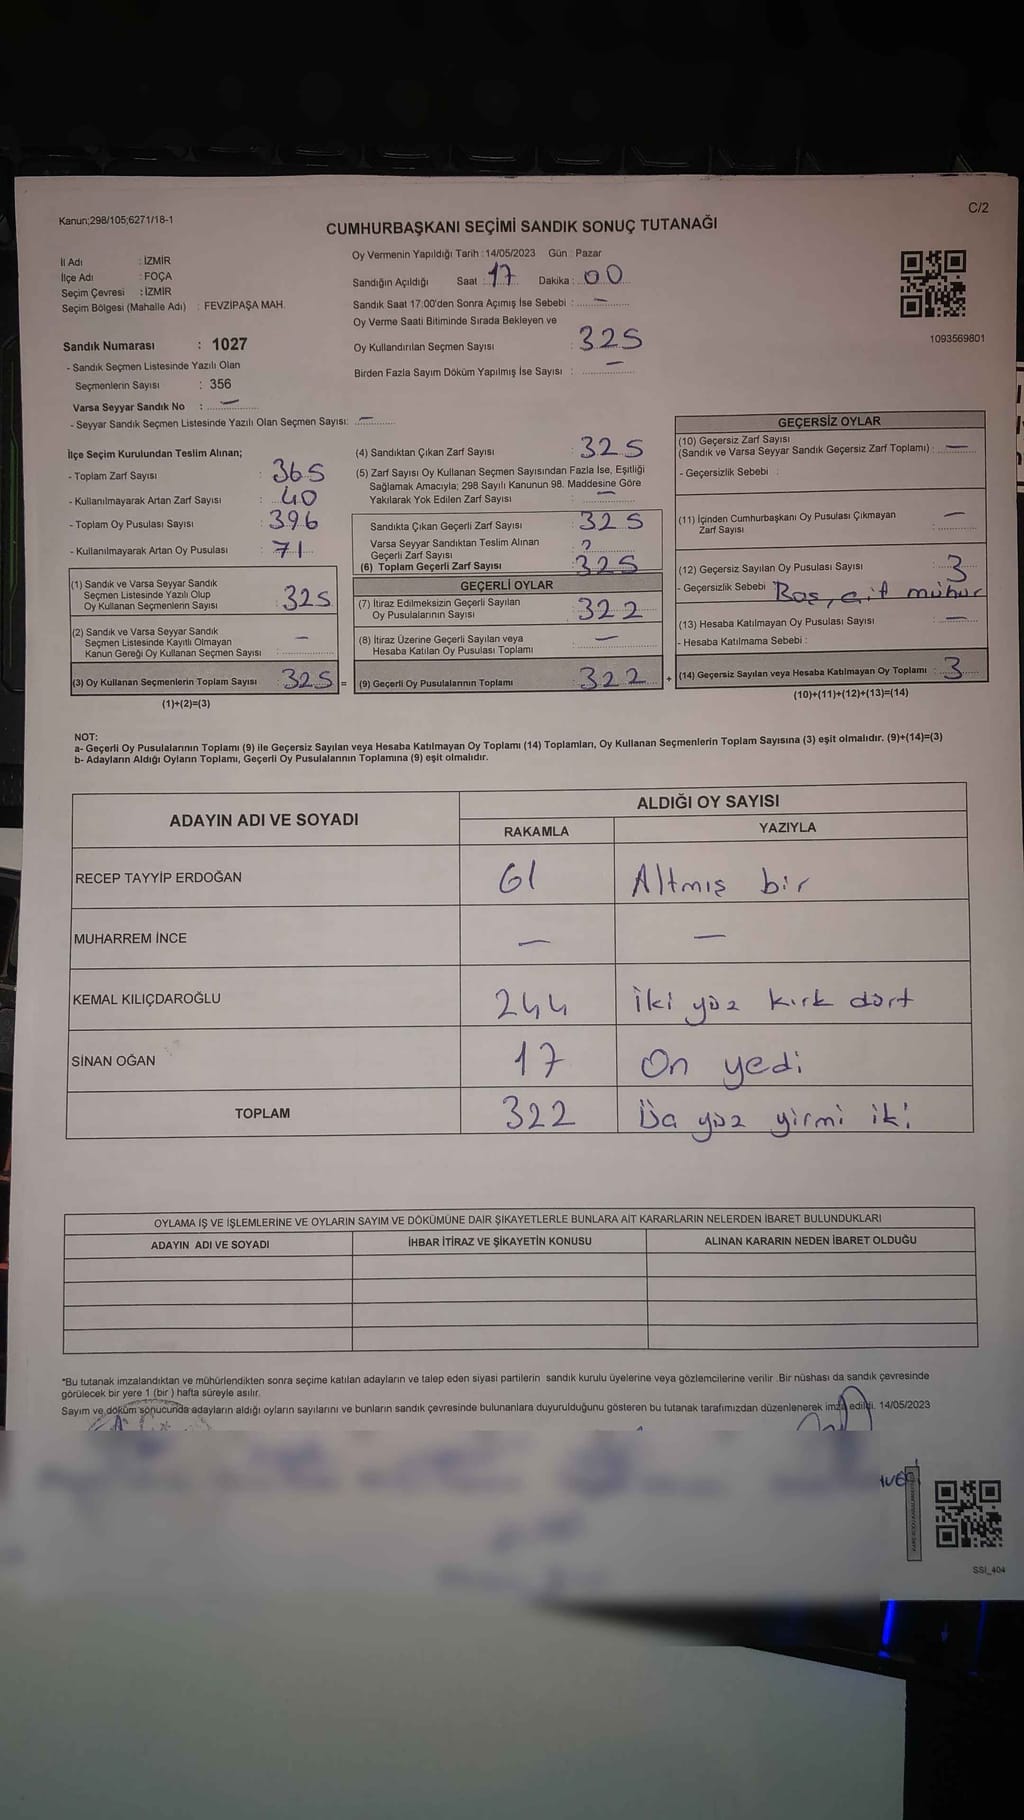 Kanun;298/105;6271/18-1
C/2
CUMHURBAŞKANI SEÇİMİ SANDIK SONUÇ TUTANAĞI
İl Adı : İZMİR
İlçe Adı : FOÇA
Seçim Çevresi : İZMİR
Seçim Bölgesi (Mahalle Adı) : FEVZİPAŞA MAH.
Oy Vermenin Yapıldığı Tarih : 14/05/2023 Gün : Pazar
Sandığın Açıldığı Saat : 17 Dakika : 00
Sandık Saat 17:00'den Sonra Açımış İse Sebebi : —
Oy Verme Saati Bitiminde Sırada Bekleyen ve
Oy Kullandırılan Seçmen Sayısı : 325
Birden Fazla Sayım Döküm Yapılmış İse Sayısı : —
1093569801
Sandık Numarası : 1027
- Sandık Seçmen Listesinde Yazılı Olan
Seçmenlerin Sayısı : 356
Varsa Seyyar Sandık No : —
- Seyyar Sandık Seçmen Listesinde Yazılı Olan Seçmen Sayısı: —
İlçe Seçim Kurulundan Teslim Alınan;
- Toplam Zarf Sayısı : 365
- Kullanılmayarak Artan Zarf Sayısı : 40
- Toplam Oy Pusulası Sayısı : 396
- Kullanılmayarak Artan Oy Pusulası : 71
(1) Sandık ve Varsa Seyyar Sandık
Seçmen Listesinde Yazılı Olup
Oy Kullanan Seçmenlerin Sayısı : 325
(2) Sandık ve Varsa Seyyar Sandık
Seçmen Listesinde Kayıtlı Olmayan
Kanun Gereği Oy Kullanan Seçmen Sayısı : —
(3) Oy Kullanan Seçmenlerin Toplam Sayısı : 325 =
(1)+(2)=(3)
(4) Sandıktan Çıkan Zarf Sayısı : 325
(5) Zarf Sayısı Oy Kullanan Seçmen Sayısından Fazla İse, Eşitliği
Sağlamak Amacıyla; 298 Sayılı Kanunun 98. Maddesine Göre
Yakılarak Yok Edilen Zarf Sayısı : —
Sandıkta Çıkan Geçerli Zarf Sayısı : 325
Varsa Seyyar Sandıktan Teslim Alınan
Geçerli Zarf Sayısı
(6) Toplam Geçerli Zarf Sayısı : 325
GEÇERLİ OYLAR
(7) İtiraz Edilmeksizin Geçerli Sayılan
Oy Pusulalarının Sayısı : 322
(8) İtiraz Üzerine Geçerli Sayılan veya
Hesaba Katılan Oy Pusulası Toplamı : —
(9) Geçerli Oy Pusulalarının Toplamı : 322 +
GEÇERSİZ OYLAR
(10) Geçersiz Zarf Sayısı
(Sandık ve Varsa Seyyar Sandık Geçersiz Zarf Toplamı) : —
- Geçersizlik Sebebi :
(11) İçinden Cumhurbaşkanı Oy Pusulası Çıkmayan
Zarf Sayısı : —
(12) Geçersiz Sayılan Oy Pusulası Sayısı : 3
- Geçersizlik Sebebi : Boş, çift mühür
(13) Hesaba Katılmayan Oy Pusulası Sayısı : —
- Hesaba Katılmama Sebebi :
(14) Geçersiz Sayılan veya Hesaba Katılmayan Oy Toplamı : 3
(10)+(11)+(12)+(13)=(14)
NOT:
a- Geçerli Oy Pusulalarının Toplamı (9) ile Geçersiz Sayılan veya Hesaba Katılmayan Oy Toplamı (14) Toplamları, Oy Kullanan Seçmenlerin Toplam Sayısına (3) eşit olmalıdır. (9)+(14)=(3)
b- Adayların Aldığı Oyların Toplamı, Geçerli Oy Pusulalarının Toplamına (9) eşit olmalıdır.
ADAYIN ADI VE SOYADI ALDIĞI OY SAYISI
RAKAMLA YAZIYLA
RECEP TAYYİP ERDOĞAN 61 Altmış bir
MUHARREM İNCE — —
KEMAL KILIÇDAROĞLU 244 iki yüz kırk dört
SİNAN OĞAN 17 On yedi
TOPLAM 322 Üç yüz yirmi iki
OYLAMA İŞ VE İŞLEMLERİNE VE OYLARIN SAYIM VE DÖKÜMÜNE DAİR ŞİKAYETLERLE BUNLARA AİT KARARLARIN NELERDEN İBARET BULUNDUKLARI
ADAYIN ADI VE SOYADI İHBAR İTİRAZ VE ŞİKAYETİN KONUSU ALINAN KARARIN NEDEN İBARET OLDUĞU
"Bu tutanak imzalandıktan ve mühürlendikten sonra seçime katılan adayların ve talep eden siyasi partilerin sandık kurulu üyelerine veya gözlemcilerine verilir .Bir nüshası da sandık çevresinde
görülecek bir yere 1 (bir ) hafta süreyle asılır.
Sayım ve döküm sonucunda adayların aldığı oyların sayılarını ve bunların sandık çevresinde bulunanlara duyurulduğunu gösteren bu tutanak tarafımızdan düzenlenerek imza edildi. 14/05/2023
SSI_404